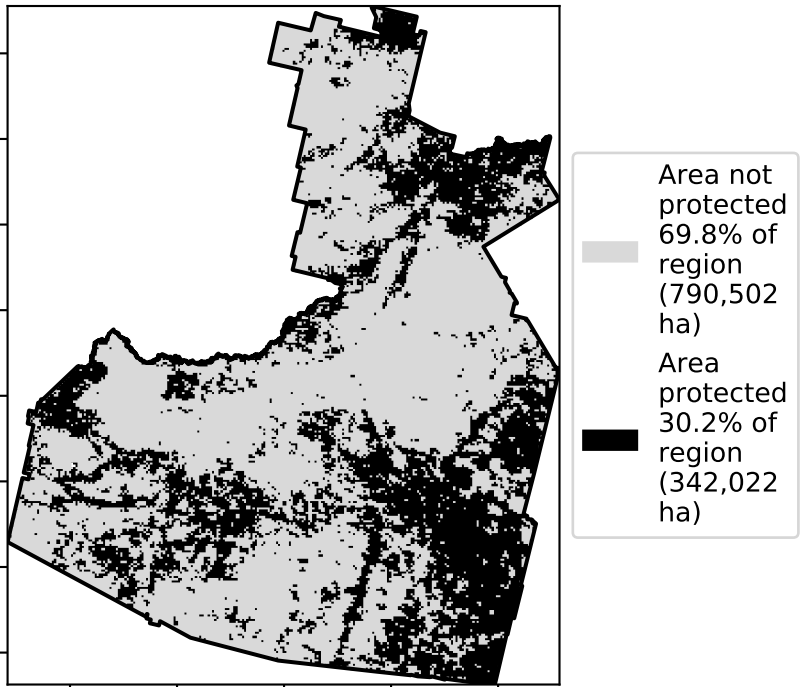 Area not
protected
69.8% of
region
(790,502
ha)
Area
protected
30.2% of
region
(342,022
ha)